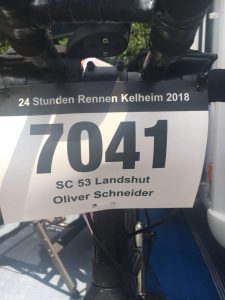 24 Stunden Rennen Kelheim 2018
7041
SC 53 Landshut
Oliver Schneider